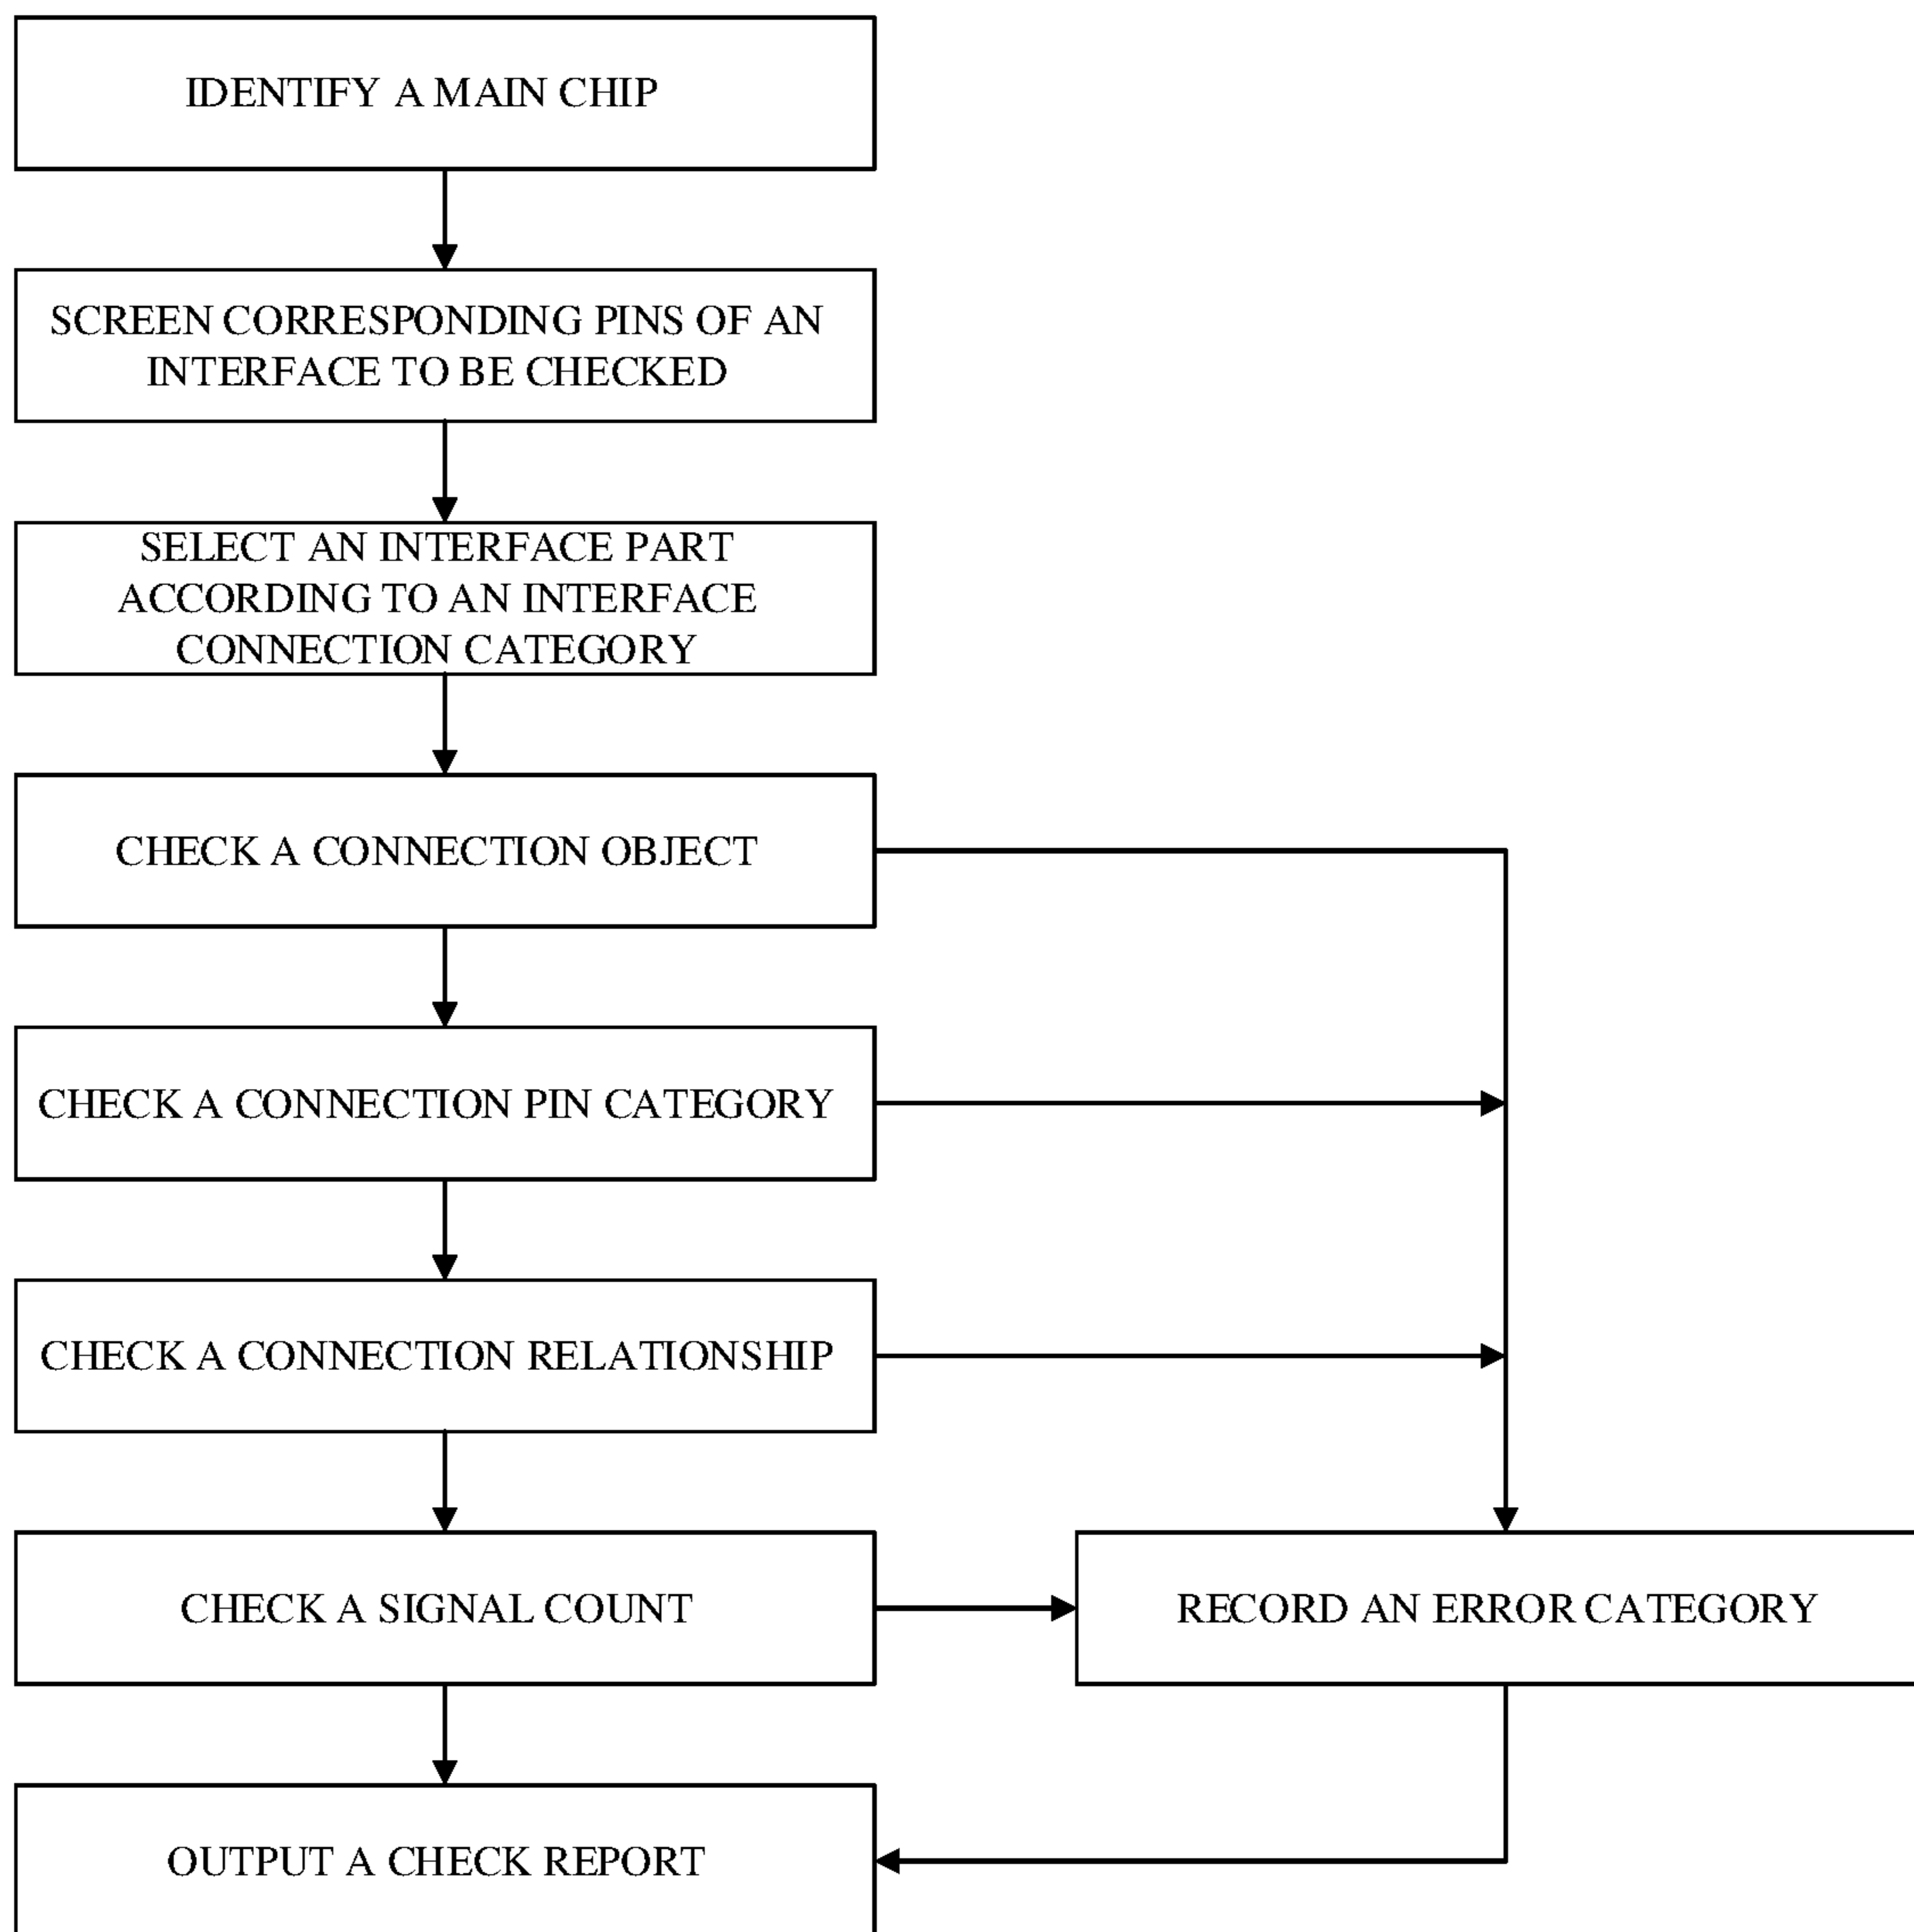 IDENTIFY A MAIN CHIP
SCREEN CORRESPONDING PINS OF AN
INTERFACE TO BE CHECKED
SELECT AN INTERFACE PART
ACCORDING TO AN INTERFACE
CONNECTION CATEGORY
CHECK A CONNECTION OBJECT
CHECK A CONNECTION PIN CATEGORY
CHECK A CONNECTION RELATIONSHIP
CHECK A SIGNAL COUNT
RECORD AN ERROR CATEGORY
OUTPUT A CHECK REPORT